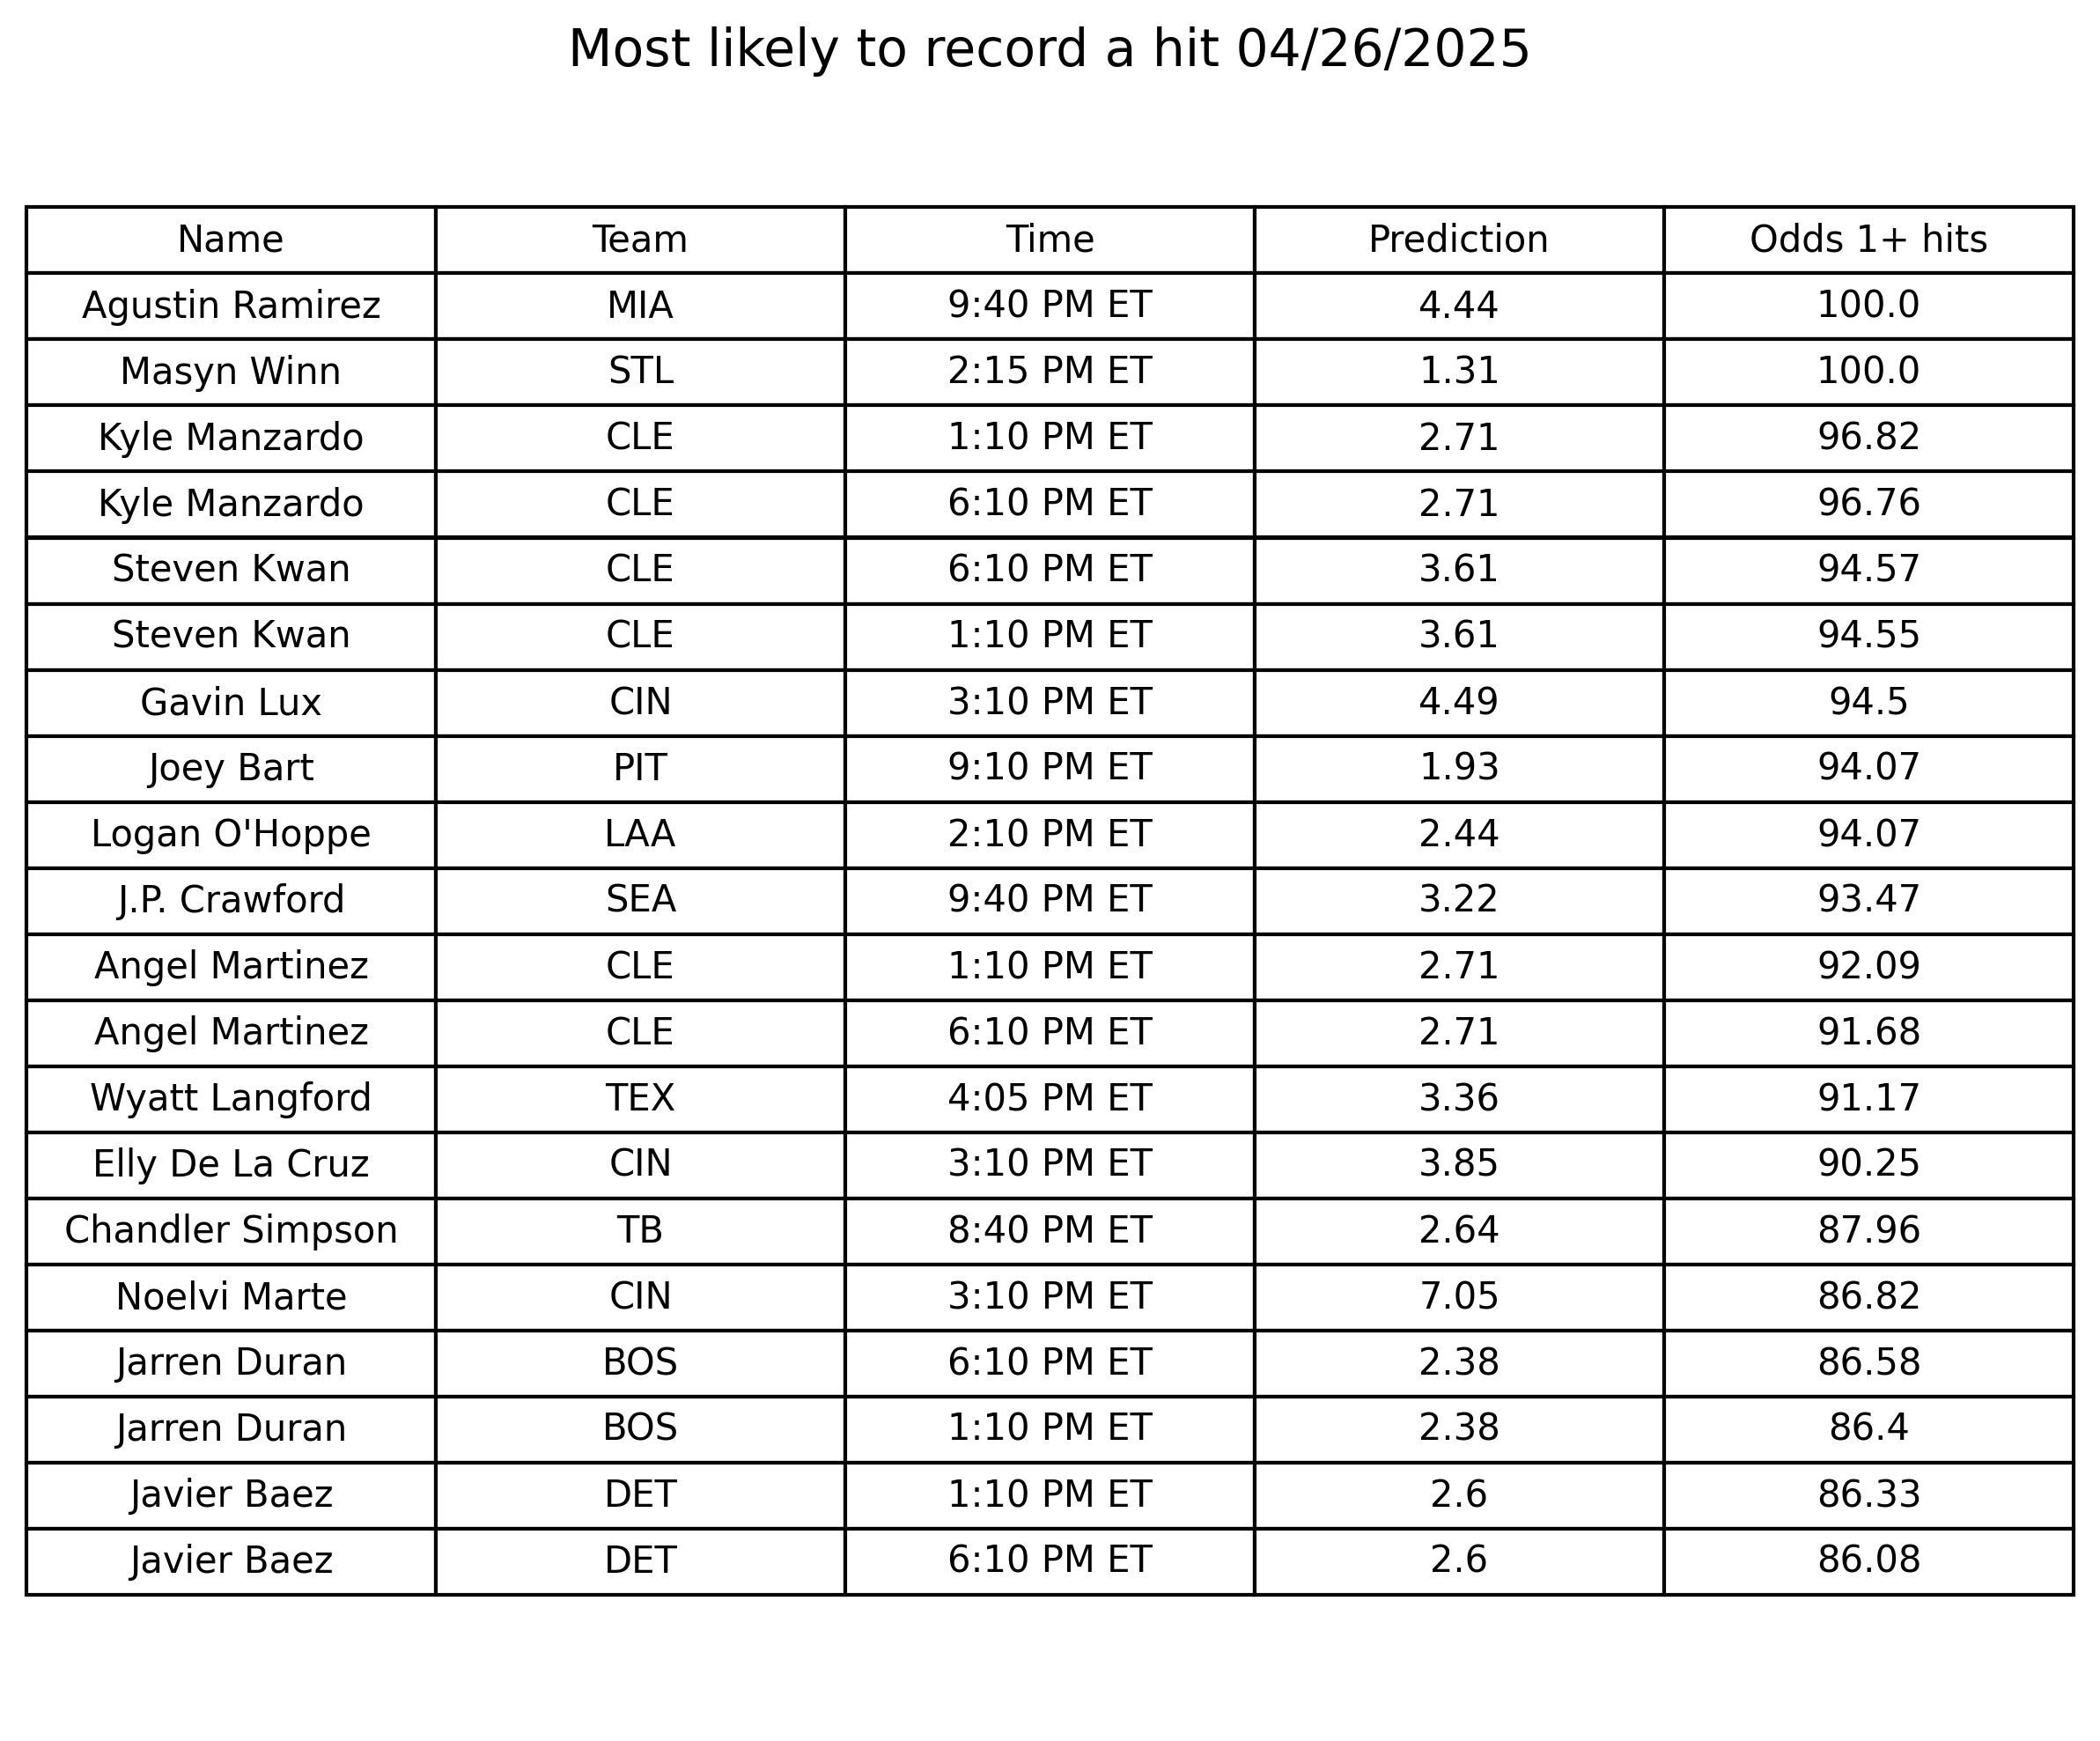 Most likely to record a hit 04/26/2025
Name Team Time Prediction Odds 1+ hits
Agustin Ramirez MIA 9:40 PM ET 4.44 100.0
Masyn Winn STL 2:15 PM ET 1.31 100.0
Kyle Manzardo CLE 1:10 PM ET 2.71 96.82
Kyle Manzardo CLE 6:10 PM ET 2.71 96.76
Steven Kwan CLE 6:10 PM ET 3.61 94.57
Steven Kwan CLE 1:10 PM ET 3.61 94.55
Gavin Lux CIN 3:10 PM ET 4.49 94.5
Joey Bart PIT 9:10 PM ET 1.93 94.07
Logan O'Hoppe LAA 2:10 PM ET 2.44 94.07
J.P. Crawford SEA 9:40 PM ET 3.22 93.47
Angel Martinez CLE 1:10 PM ET 2.71 92.09
Angel Martinez CLE 6:10 PM ET 2.71 91.68
Wyatt Langford TEX 4:05 PM ET 3.36 91.17
Elly De La Cruz CIN 3:10 PM ET 3.85 90.25
Chandler Simpson TB 8:40 PM ET 2.64 87.96
Noelvi Marte CIN 3:10 PM ET 7.05 86.82
Jarren Duran BOS 6:10 PM ET 2.38 86.58
Jarren Duran BOS 1:10 PM ET 2.38 86.4
Javier Baez DET 1:10 PM ET 2.6 86.33
Javier Baez DET 6:10 PM ET 2.6 86.08